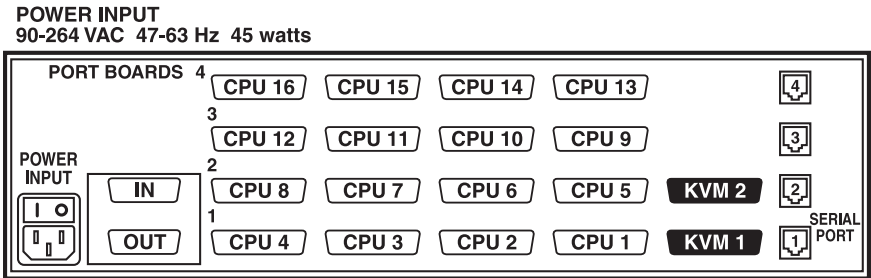 POWER INPUT
90-264 VAC 47-63 Hz 45 watts
PORT BOARDS 4
CPU 16 CPU 15 CPU 14 CPU 13 4
3
CPU 12 CPU 11 CPU 10 CPU 9 3
POWER
INPUT
2
IN CPU 8 CPU 7 CPU 6 CPU 5 KVM 2 2
I O
1
SERIAL
PORT
OUT CPU 4 CPU 3 CPU 2 CPU 1 KVM 1 1